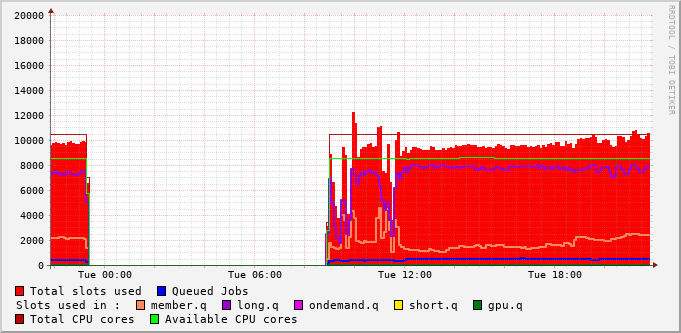 20000
18000
16000
14000
12000
10000
8000
6000
4000
2000
0
Tue 00:00 Tue 06:00 Tue 12:00 Tue 18:00
Total slots used Queued Jobs
Slots used in : member.q long.q ondemand.q short.q gpu.q
Total CPU cores Available CPU cores
RRDTOOL / TOBI OETIKER